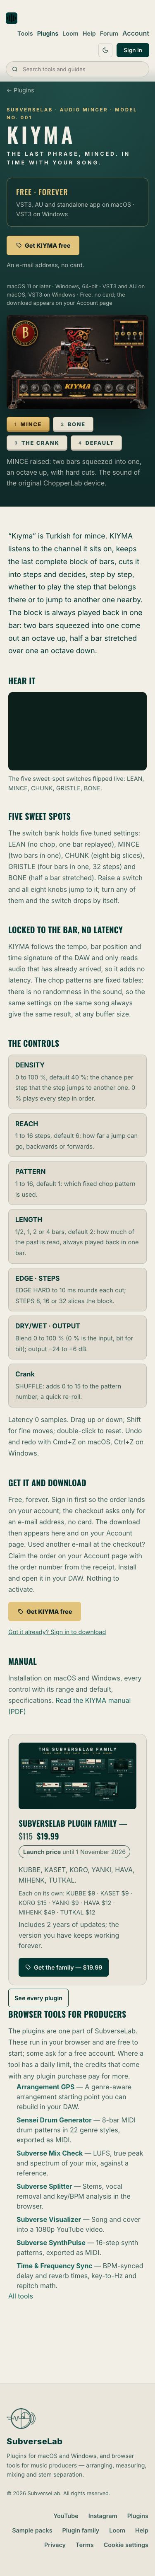 Tools Plugins Loom Help Forum Account
Sign in
Search tools and guides
← Plugins
SUBVERSELAB · AUDIO MINCER · MODEL
NO. 001
KIYMA
THE LAST PHRASE, MINCED. IN
TIME WITH YOUR SONG.
FREE · FOREVER
VST3, AU and standalone app on macOS ·
VST3 on Windows
Get KIYMA free
An e-mail address, no card.
macOS 11 or later · Windows, 64-bit · VST3 and AU on
macOS, VST3 on Windows · Free, no card; the
download appears on your Account page
B
KIYMA
1 MINCE
2 BONE
3 THE CRANK
4 DEFAULT
MINCE raised: two bars squeezed into one,
an octave up, with hard cuts. The sound of
the original ChopperLab device.
“Kıyma” is Turkish for mince. KIYMA
listens to the channel it sits on, keeps
the last complete block of bars, cuts it
into steps and decides, step by step,
whether to play the step that belongs
there or to jump to another one nearby.
The block is always played back in one
bar: two bars squeezed into one come
out an octave up, half a bar stretched
over one an octave down.
HEAR IT
The five sweet-spot switches flipped live: LEAN,
MINCE, CHUNK, GRISTLE, BONE.
FIVE SWEET SPOTS
The switch bank holds five tuned settings:
LEAN (no chop, one bar replayed), MINCE
(two bars in one), CHUNK (eight big slices),
GRISTLE (four bars in one, 32 steps) and
BONE (half a bar stretched). Raise a switch
and all eight knobs jump to it; turn any of
them and the switch drops by itself.
LOCKED TO THE BAR, NO LATENCY
KIYMA follows the tempo, bar position and
time signature of the DAW and only reads
audio that has already arrived, so it adds no
latency. The chop patterns are fixed tables:
there is no randomness in the sound, so the
same settings on the same song always
give the same result, at any buffer size.
THE CONTROLS
DENSITY
0 to 100 %, default 40 %: the chance per
step that the step jumps to another one. 0
% plays every step in order.
REACH
1 to 16 steps, default 6: how far a jump can
go, backwards or forwards.
PATTERN
1 to 16, default 1: which fixed chop pattern
is used.
LENGTH
1/2, 1, 2 or 4 bars, default 2: how much of
the past is read, always played back in one
bar.
EDGE · STEPS
EDGE HARD to 10 ms rounds each cut;
STEPS 8, 16 or 32 slices the block.
DRY/WET · OUTPUT
Blend 0 to 100 % (0 % is the input, bit for
bit); output −24 to +6 dB.
Crank
SHUFFLE: adds 0 to 15 to the pattern
number, a quick re-roll.
Latency 0 samples. Drag up or down; Shift
for fine moves; double-click to reset. Undo
and redo with Cmd+Z on macOS, Ctrl+Z on
Windows.
GET IT AND DOWNLOAD
Free, forever. Sign in first so the order lands
on your account; the checkout asks only for
an e-mail address, no card. The download
then appears here and on your Account
page. Used another e-mail at the checkout?
Claim the order on your Account page with
the order number from the receipt. Install
and open it in your DAW. Nothing to
activate.
Get KIYMA free
Got it already? Sign in to download
MANUAL
Installation on macOS and Windows, every
control with its range and default,
specifications. Read the KIYMA manual
(PDF)
THE SUBVERSELAB FAMILY
SUBVERSELAB PLUGIN FAMILY —
$115 $19.99
Launch price until 1 November 2026
KUBBE, KASET, KORO, YANKI, HAVA,
MIHENK, TUTKAL.
Each on its own: KUBBE $9 · KASET $9 ·
KORO $15 · YANKI $9 · HAVA $12 ·
MIHENK $49 · TUTKAL $12
Includes 2 years of updates; the
version you have keeps working
forever.
Get the family — $19.99
See every plugin
BROWSER TOOLS FOR PRODUCERS
The plugins are one part of SubverseLab.
These run in your browser and are free to
start; some ask for a free account. Where a
tool has a daily limit, the credits that come
with any plugin purchase pay for more.
Arrangement GPS — A genre-aware
arrangement starting point you can
rebuild in your DAW.
Sensei Drum Generator — 8-bar MIDI
drum patterns in 22 genre styles,
exported as MIDI.
Subverse Mix Check — LUFS, true peak
and spectrum of your mix, against a
reference.
Subverse Splitter — Stems, vocal
removal and key/BPM analysis in the
browser.
Subverse Visualizer — Song and cover
into a 1080p YouTube video.
Subverse SynthPulse — 16-step synth
patterns, exported as MIDI.
Time & Frequency Sync — BPM-synced
delay and reverb times, key-to-Hz and
repitch math.
All tools
SubverseLab
Plugins for macOS and Windows, and browser
tools for music producers — arranging, measuring,
mixing and stem separation.
© 2026 SubverseLab. All rights reserved.
YouTube Instagram Plugins
Sample packs Plugin family Loom Help
Privacy Terms Cookie settings